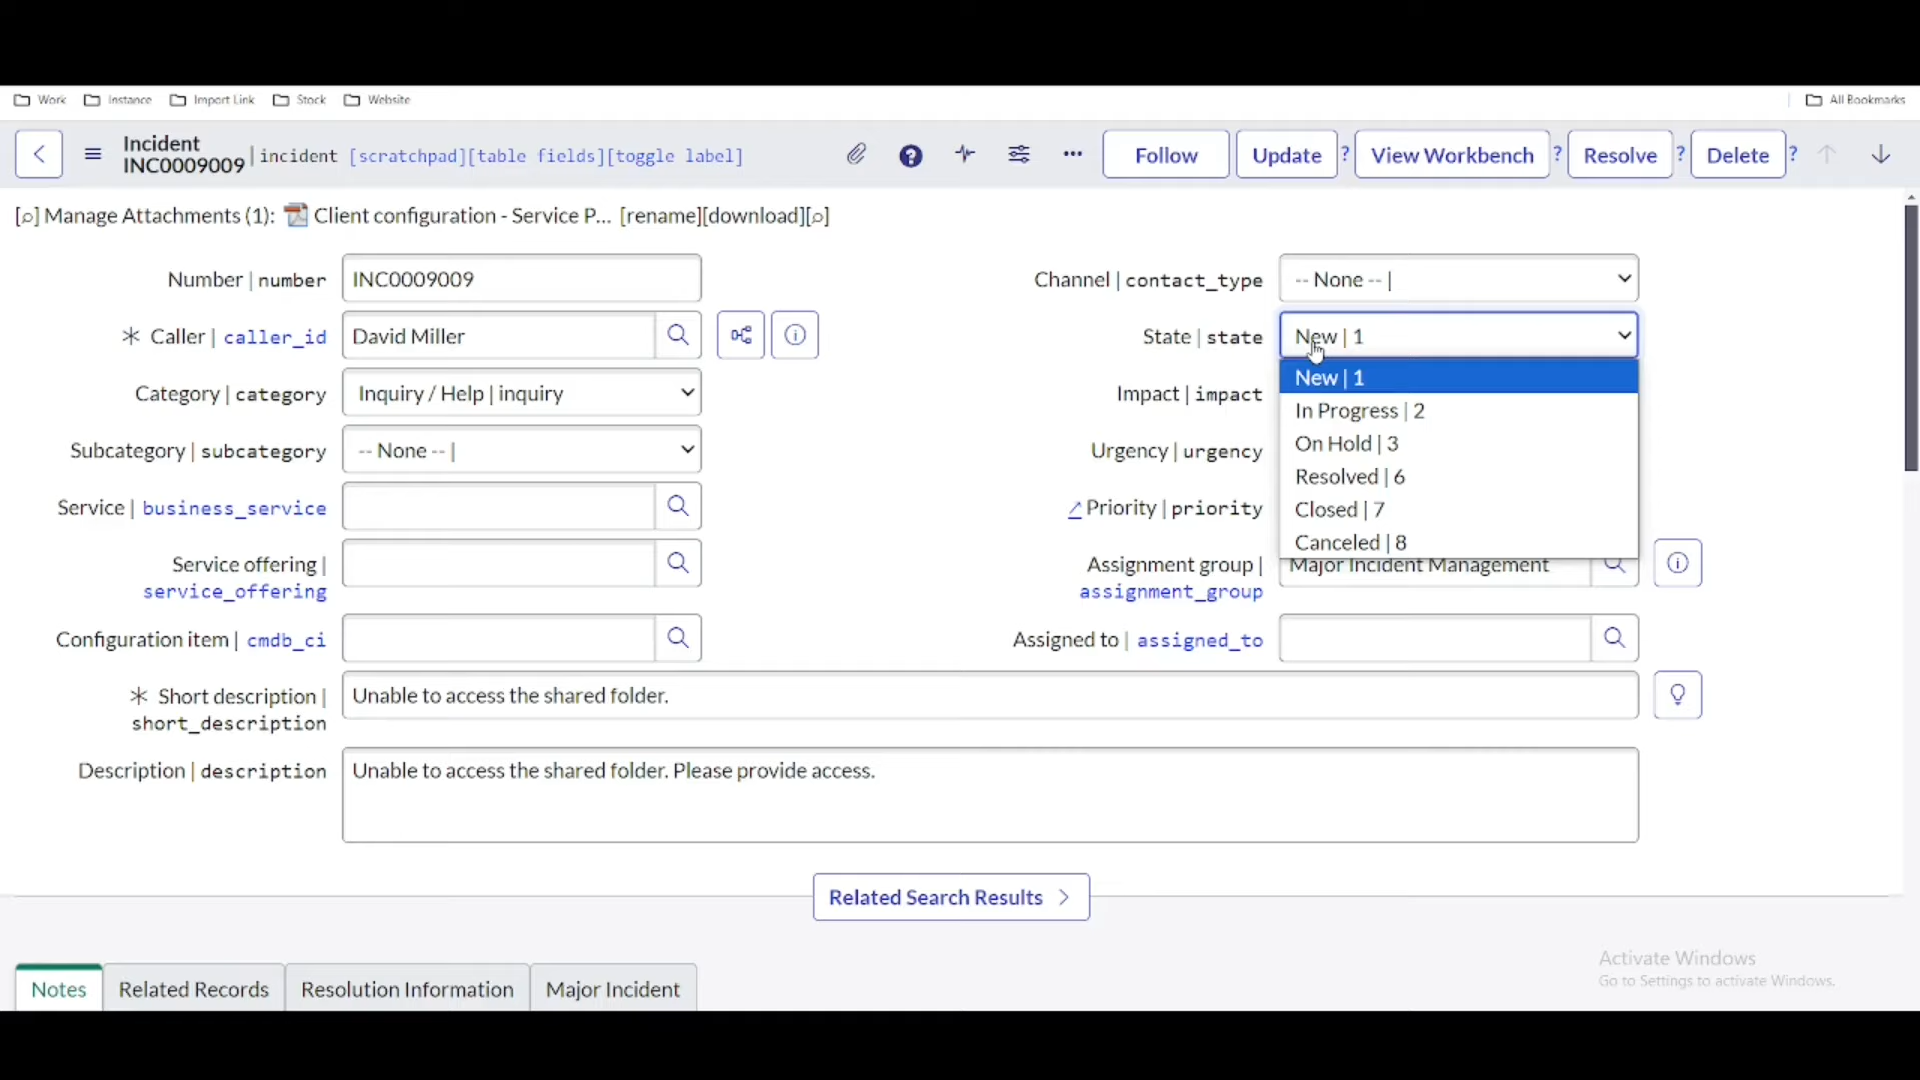 Work Instance Import Link Stock Website All Bookmarks
Incident
INC0009009 | incident [scratchpad][table fields][toggle label] Follow Update ? View Workbench ? Resolve ? Delete ?
Manage Attachments (1): Client configuration - Service P... [rename][download]
Number | number INC0009009
Channel | contact_type -- None -- |
Caller | caller_id David Miller
State | state New | 1
Category | category Inquiry / Help | inquiry
Impact | impact
Subcategory | subcategory -- None -- |
Urgency | urgency
Service | business_service
Priority | priority
New | 1
In Progress | 2
On Hold | 3
Resolved | 6
Closed | 7
Canceled | 8
Service offering |
service_offering
Assignment group |
assignment_group
Major Incident Management
Configuration item | cmdb_ci
Assigned to | assigned_to
Short description |
short_description
Unable to access the shared folder.
Description | description Unable to access the shared folder. Please provide access.
Related Search Results
Activate Windows
Go to Settings to activate Windows.
Notes Related Records Resolution Information Major Incident